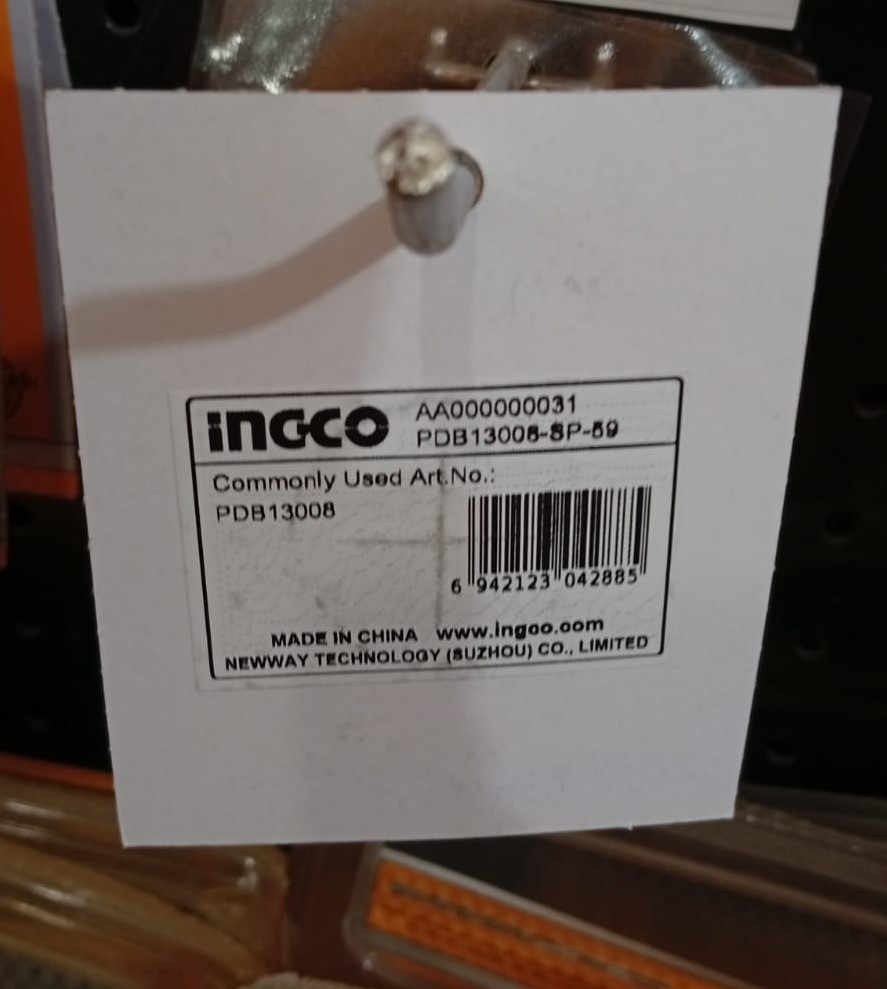 INGCO
AA000000031
PDB13008-SP-59
Commonly Used Art.No.:
PDB13008
6 942123 042885
MADE IN CHINA www.ingco.com
NEWWAY TECHNOLOGY (SUZHOU) CO., LIMITED